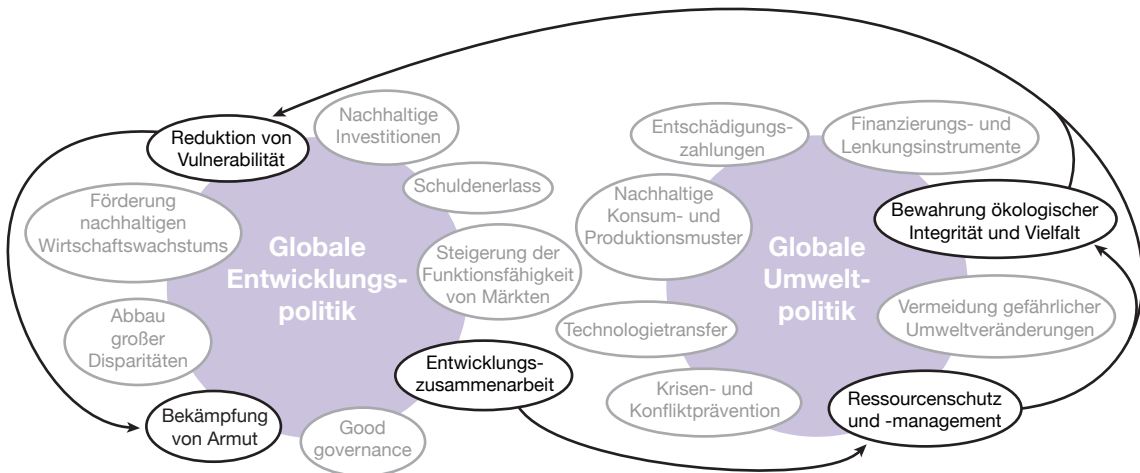 Reduktion von
Vulnerabilität
Nachhaltige
Investitionen
Schuldenerlass
Förderung
nachhaltigen
Wirtschaftswachstums
Globale
Entwicklungs-
politik
Steigerung der
Funktionsfähigkeit
von Märkten
Abbau
großer
Disparitäten
Entwicklungs-
zusammenarbeit
Bekämpfung
von Armut
Good
governance
Entschädigungs-
zahlungen
Finanzierungs- und
Lenkungsinstrumente
Nachhaltige
Konsum- und
Produktionsmuster
Bewahrung ökologischer
Integrität und Vielfalt
Globale
Umwelt-
politik
Technologietransfer
Vermeidung gefährlicher
Umweltveränderungen
Krisen- und
Konfliktprävention
Ressourcenschutz
und -management